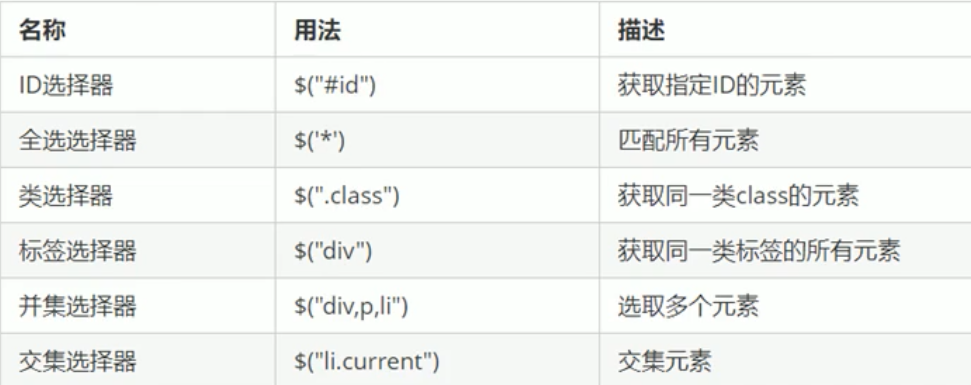 名称 用法 描述
ID选择器 $("#id") 获取指定ID的元素
全选选择器 $('*') 匹配所有元素
类选择器 $(".class") 获取同一类class的元素
标签选择器 $("div") 获取同一类标签的所有元素
并集选择器 $("div,p,li") 选取多个元素
交集选择器 $("li.current") 交集元素